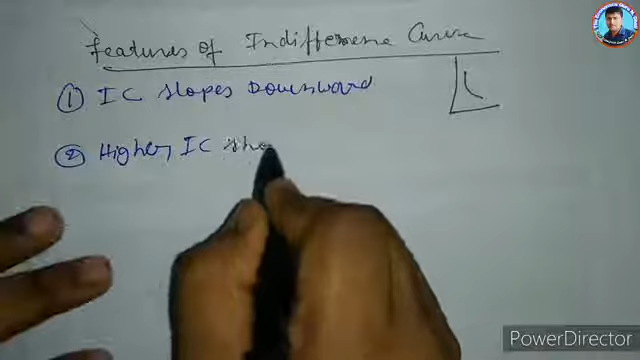 Features of Indifference Curve
① IC slopes Downward
② Higher IC sho
PowerDirector